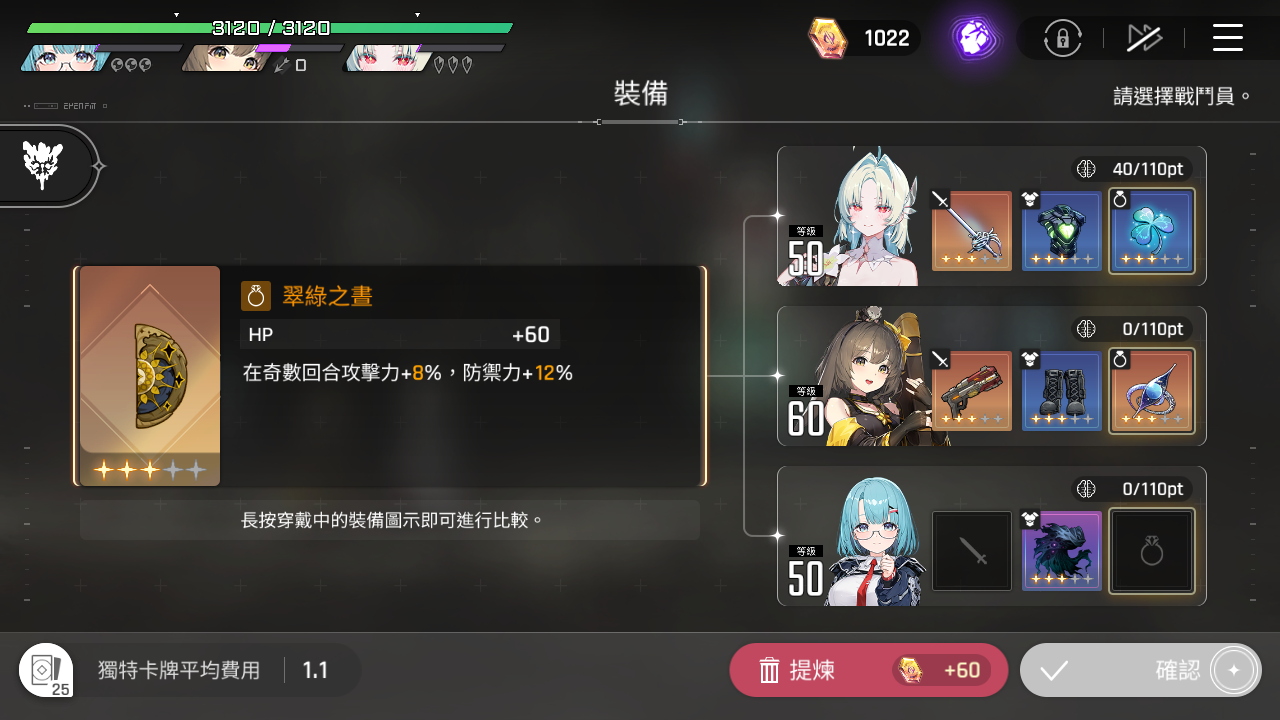 3120 / 3120
0
1022
裝備
請選擇戰鬥員。
翠綠之晝
HP +60
在奇數回合攻擊力+8%，防禦力+12%
長按穿戴中的裝備圖示即可進行比較。
40/110pt
等級
50
0/110pt
等級
60
0/110pt
等級
50
25
獨特卡牌平均費用 1.1
提煉 +60
確認